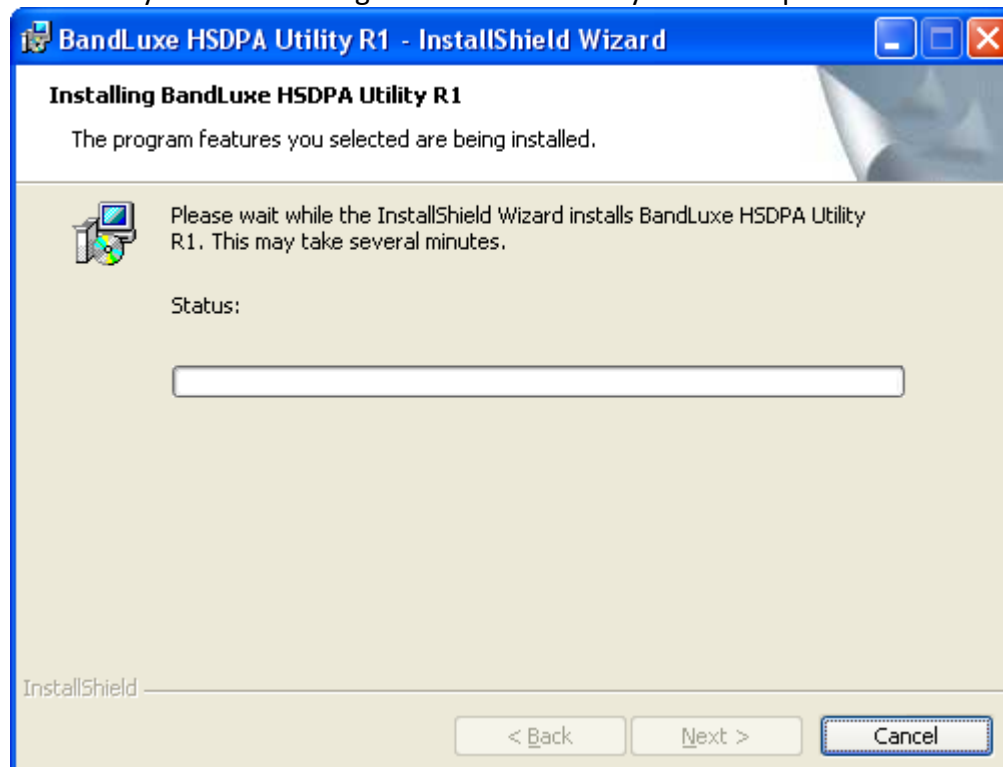 BandLuxe HSDPA Utility R1 - InstallShield Wizard
Installing BandLuxe HSDPA Utility R1
The program features you selected are being installed.
Please wait while the InstallShield Wizard installs BandLuxe HSDPA Utility
R1. This may take several minutes.
Status:
InstallShield
< Back Next > Cancel